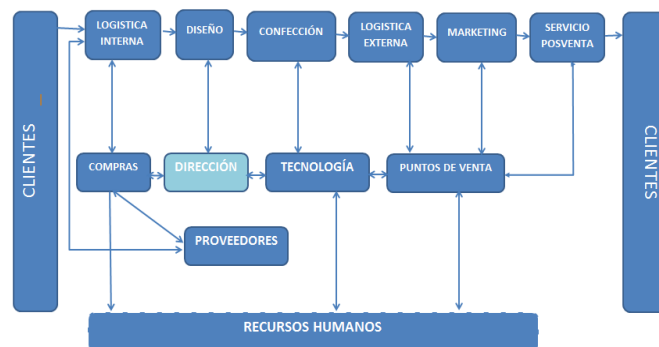 CLIENTES
LOGISTICA
INTERNA
DISEÑO
CONFECCIÓN
LOGISTICA
EXTERNA
MARKETING
SERVICIO
POSVENTA
CLIENTES
COMPRAS
DIRECCIÓN
TECNOLOGÍA
PUNTOS DE VENTA
PROVEEDORES
RECURSOS HUMANOS